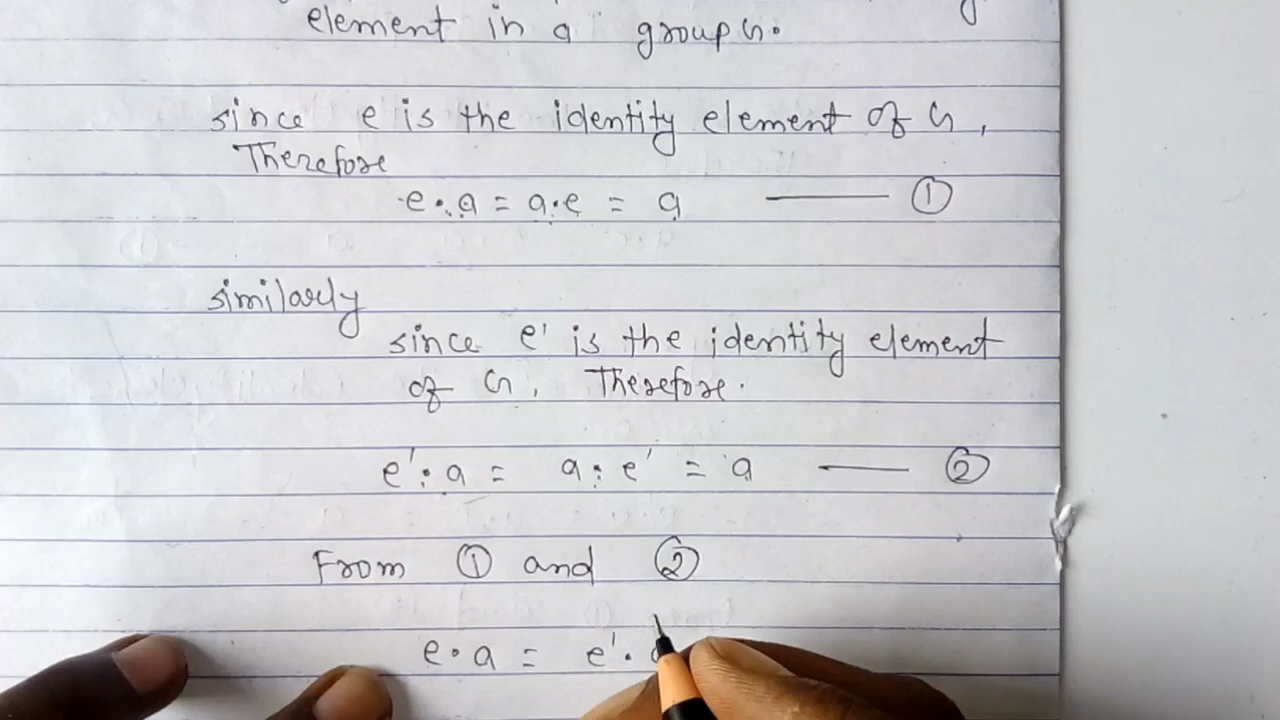 element in a group G.
since e is the identity element of G,
Therefore
e.a = a.e = a —— ①
similarly
since e' is the identity element
of G, Therefore.
e'.a = a.e' = a —— ②
From ① and ②
e.a = e'.